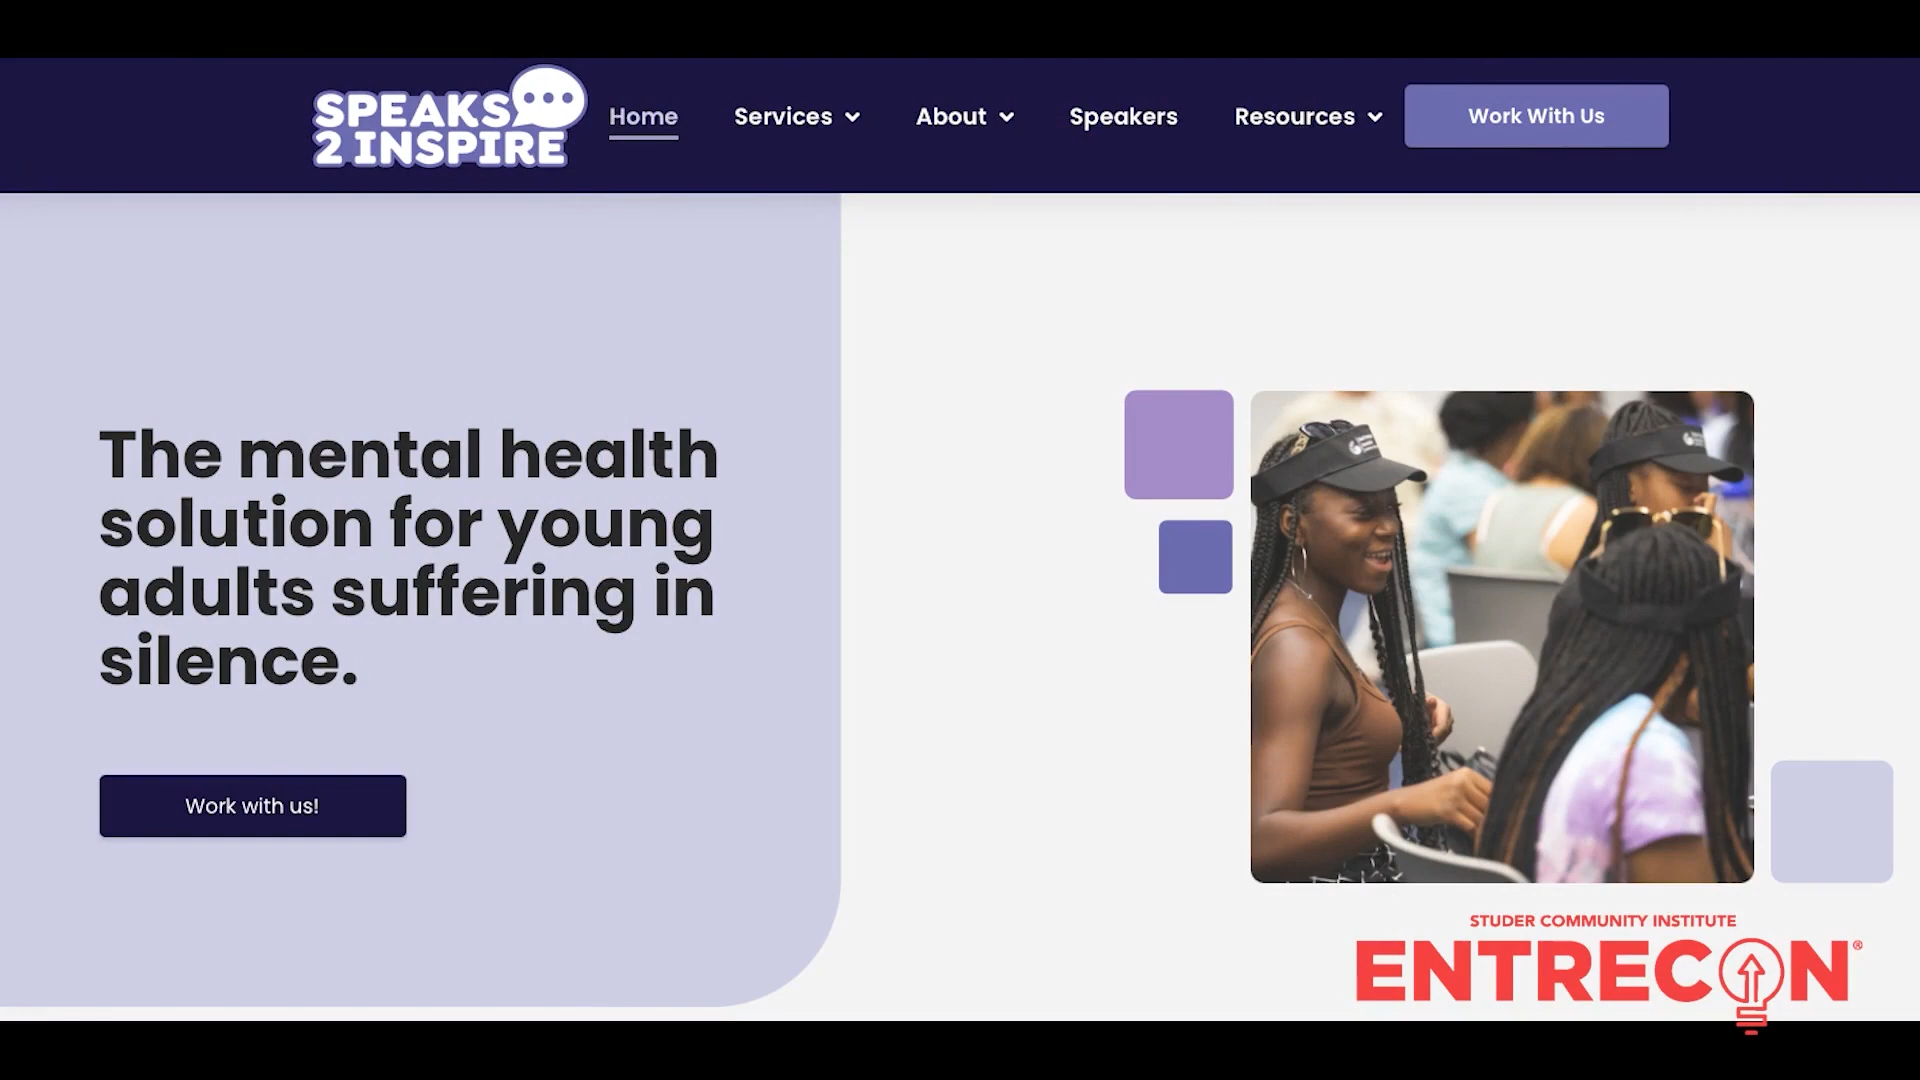 SPEAKS
2 INSPIRE
Home
Services
About
Speakers
Resources
Work With Us
The mental health
solution for young
adults suffering in
silence.
Work with us!
STUDER COMMUNITY INSTITUTE
ENTRECON®